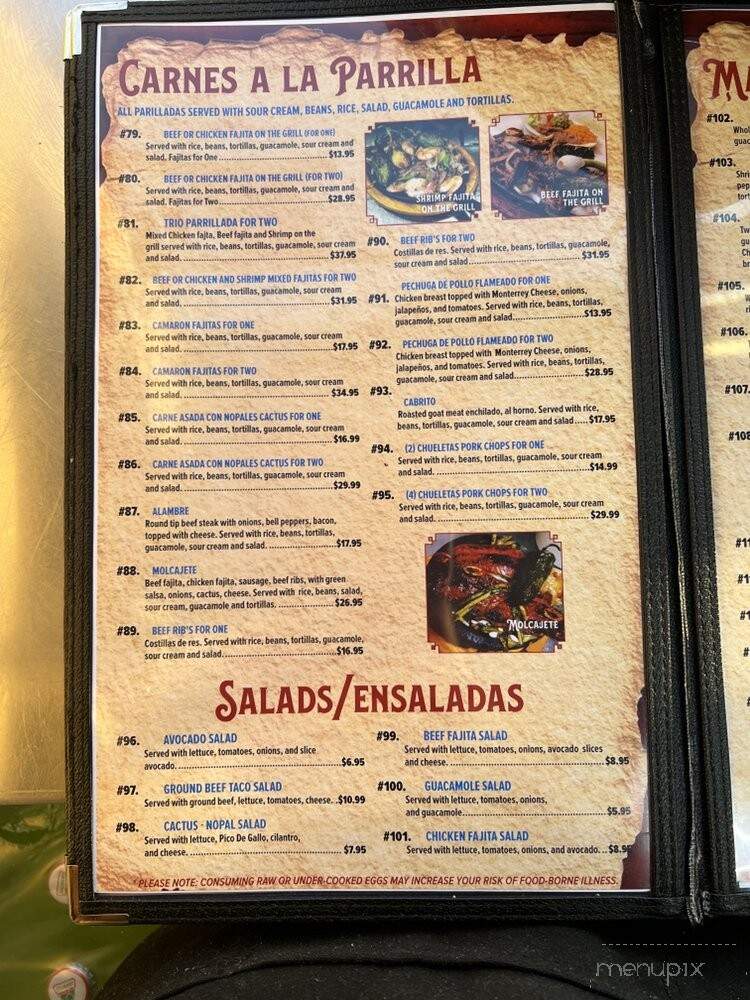 CARNES A LA PARRILLA
ALL PARILLADAS SERVED WITH SOUR CREAM, BEANS, RICE, SALAD, GUACAMOLE AND TORTILLAS.
#79. BEEF OR CHICKEN FAJITA ON THE GRILL (FOR ONE)
Served with rice, beans, tortillas, guacamole, sour cream and
salad. Fajitas for One $13.95
#80. BEEF OR CHICKEN FAJITA ON THE GRILL (FOR TWO)
Served with rice, beans, tortillas, guacamole, sour cream and
salad. Fajitas for Two $28.95
#81. TRIO PARRILLADA FOR TWO
Mixed Chicken fajta, Beef fajita and Shrimp on the
grill served with rice, beans, tortillas, guacamole, sour cream
and salad. $37.95
#82. BEEF OR CHICKEN AND SHRIMP MIXED FAJITAS FOR TWO
Served with rice, beans, tortillas, guacamole, sour cream
and salad. $31.95
#83. CAMARON FAJITAS FOR ONE
Served with rice, beans, tortillas, guacamole, sour cream
and salad. $17.95
#84. CAMARON FAJITAS FOR TWO
Served with rice, beans, tortillas, guacamole, sour cream
and salad. $34.95
#85. CARNE ASADA CON NOPALES CACTUS FOR ONE
Served with rice, beans, tortillas, guacamole, sour cream
and salad. $16.99
#86. CARNE ASADA CON NOPALES CACTUS FOR TWO
Served with rice, beans, tortillas, guacamole, sour cream
and salad. $29.99
#87. ALAMBRE
Round tip beef steak with onions, bell peppers, bacon,
topped with cheese. Served with rice, beans, tortillas,
guacamole, sour cream and salad. $17.95
#88. MOLCAJETE
Beef fajita, chicken fajita, sausage, beef ribs, with green
salsa, onions, cactus, cheese. Served with rice, beans, salad,
sour cream, guacamole and tortillas. $26.95
#89. BEEF RIB'S FOR ONE
Costillas de res. Served with rice, beans, tortillas, guacamole,
sour cream and salad. $16.95
SHRIMP FAJITA
ON THE GRILL
BEEF FAJITA ON
THE GRILL
#90. BEEF RIB'S FOR TWO
Costillas de res. Served with rice, beans, tortillas, guacamole,
sour cream and salad. $31.95
#91. PECHUGA DE POLLO FLAMEADO FOR ONE
Chicken breast topped with Monterrey Cheese, onions,
jalapeños, and tomatoes. Served with rice, beans, tortillas,
guacamole, sour cream and salad. $13.95
#92. PECHUGA DE POLLO FLAMEADO FOR TWO
Chicken breast topped with Monterrey Cheese, onions,
jalapeños, and tomatoes. Served with rice, beans, tortillas,
guacamole, sour cream and salad. $28.95
#93. CABRITO
Roasted goat meat enchilado, al horno. Served with rice,
beans, tortillas, guacamole, sour cream and salad $17.95
#94. (2) CHUELETAS PORK CHOPS FOR ONE
Served with rice, beans, tortillas, guacamole, sour cream
and salad. $14.99
#95. (4) CHUELETAS PORK CHOPS FOR TWO
Served with rice, beans, tortillas, guacamole, sour cream
and salad. $29.99
MOLCAJETE
SALADS/ENSALADAS
#96. AVOCADO SALAD
Served with lettuce, tomatoes, onions, and slice
avocado. $6.95
#97. GROUND BEEF TACO SALAD
Served with ground beef, lettuce, tomatoes, cheese. $10.99
#98. CACTUS - NOPAL SALAD
Served with lettuce, Pico De Gallo, cilantro,
and cheese. $7.95
#99. BEEF FAJITA SALAD
Served with lettuce, tomatoes, onions, avocado slices
and cheese. $8.95
#100. GUACAMOLE SALAD
Served with lettuce, tomatoes, onions,
and guacamole. $5.95
#101. CHICKEN FAJITA SALAD
Served with lettuce, tomatoes, onions, and avocado.
* PLEASE NOTE: CONSUMING RAW OR UNDER-COOKED EGGS MAY INCREASE YOUR RISK OF FOOD-BORNE ILLNESS.
#102.
#103.
#104.
#105.
#106.
#107.
menupix